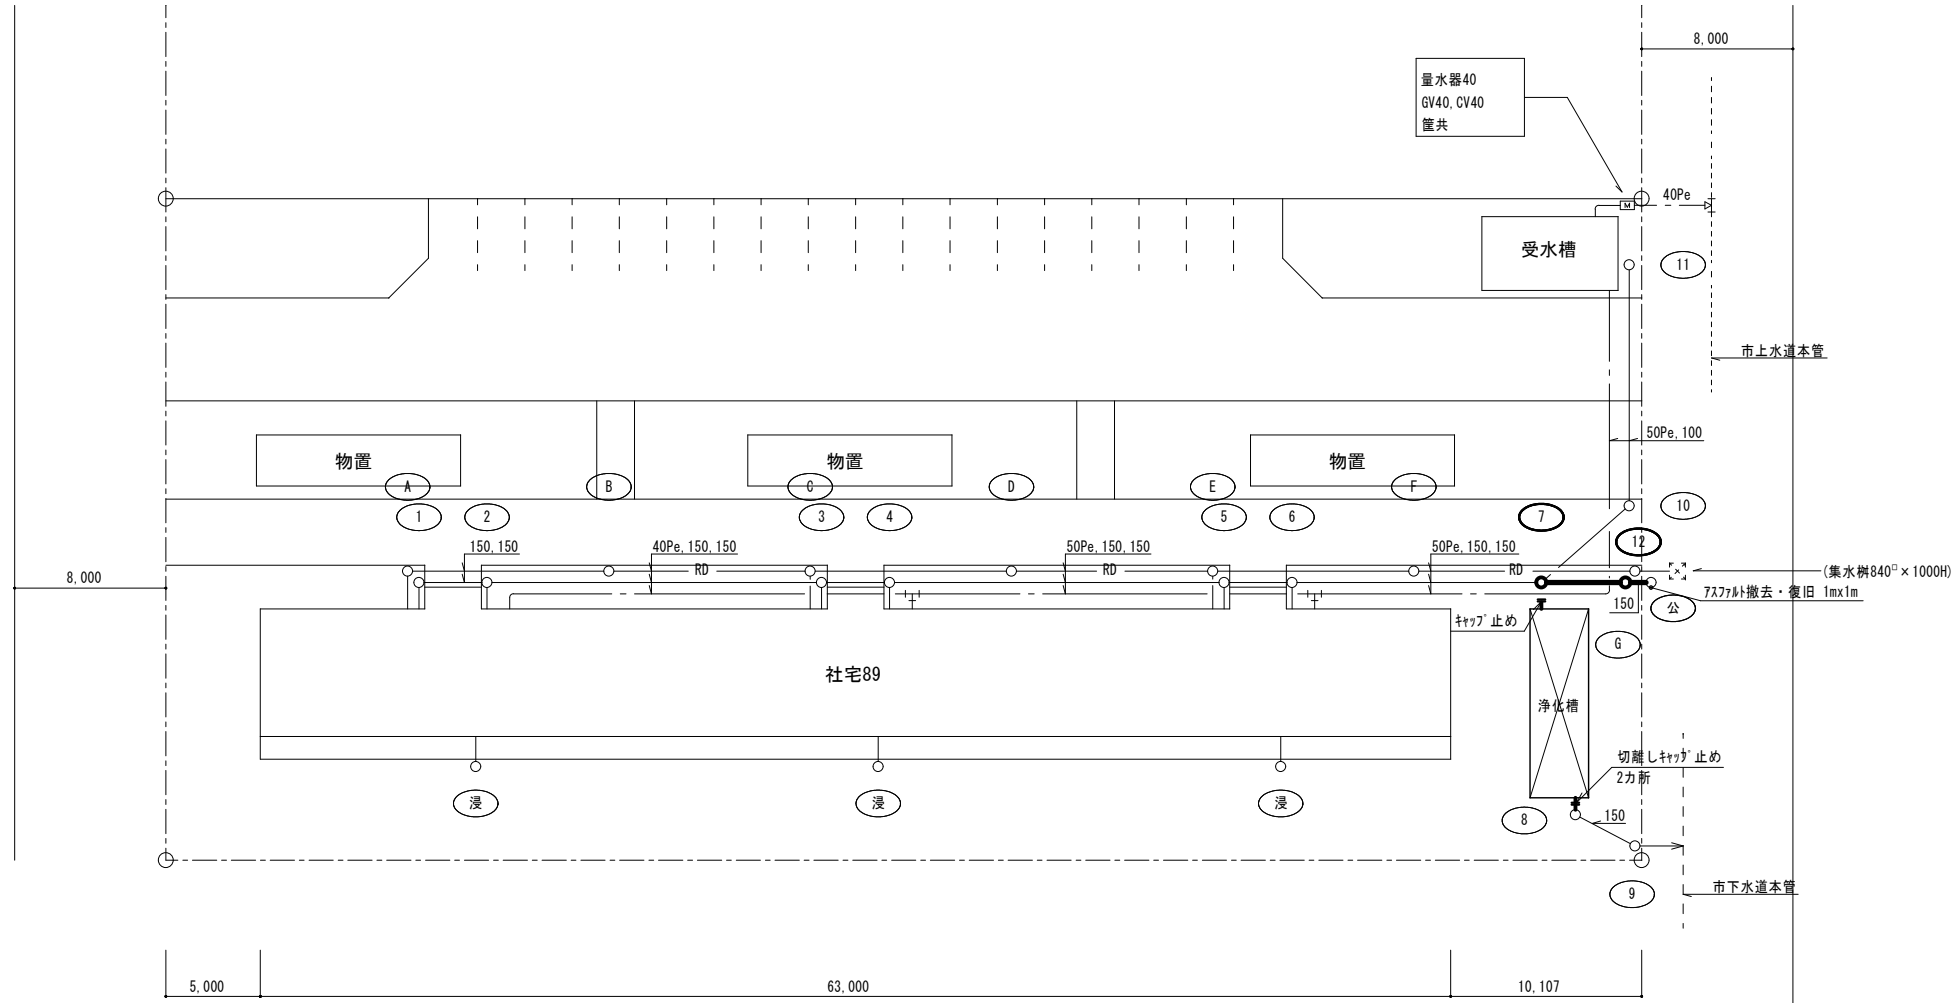 8,000
量水器40
GV40,CV40
筐共
40Pe
M
受水槽
11
市上水道本管
50Pe,100
物置
物置
物置
A
B
C
D
E
F
1
2
3
4
5
6
7
10
12
150,150
40Pe,150,150
50Pe,150,150
50Pe,150,150
RD
RD
RD
8,000
(集水桝840□×1000H)
ｱｽﾌｧﾙﾄ撤去・復旧 1mx1m
150
公
ｷｬｯﾌﾟ止め
G
社宅89
浄化槽
切離しｷｬｯﾌﾟ止め
2カ所
浸
浸
浸
8
150
9
市下水道本管
5,000
63,000
10,107